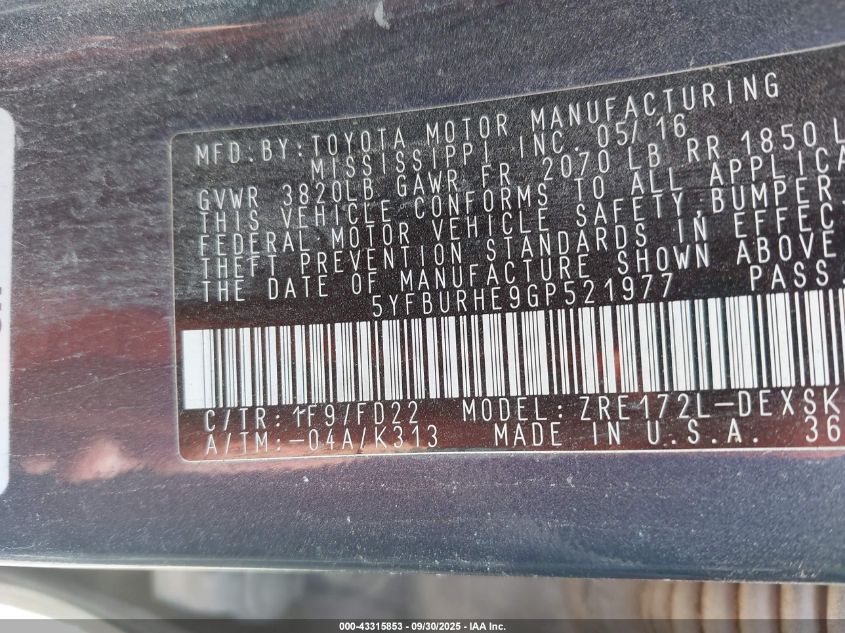 MFD.BY:TOYOTA MOTOR MANUFACTURING
MISSISSIPPI INC. 05/16
GVWR 3820LB GAWR FR 2070 LB RR 1850 L
THIS VEHICLE CONFORMS TO ALL APPLICA
FEDERAL MOTOR VEHICLE SAFETY,BUMPER,
THEFT PREVENTION STANDARDS IN EFFEC
THE DATE OF MANUFACTURE SHOWN ABOVE
5YFBURHE9GP521977 PASS.
C/TR:1F9/FD22 MODEL: ZRE172L-DEXSK
A/TM:-04A/K313 MADE IN U.S.A. 36
000-43315853 | 09/30/2025 - IAA Inc.